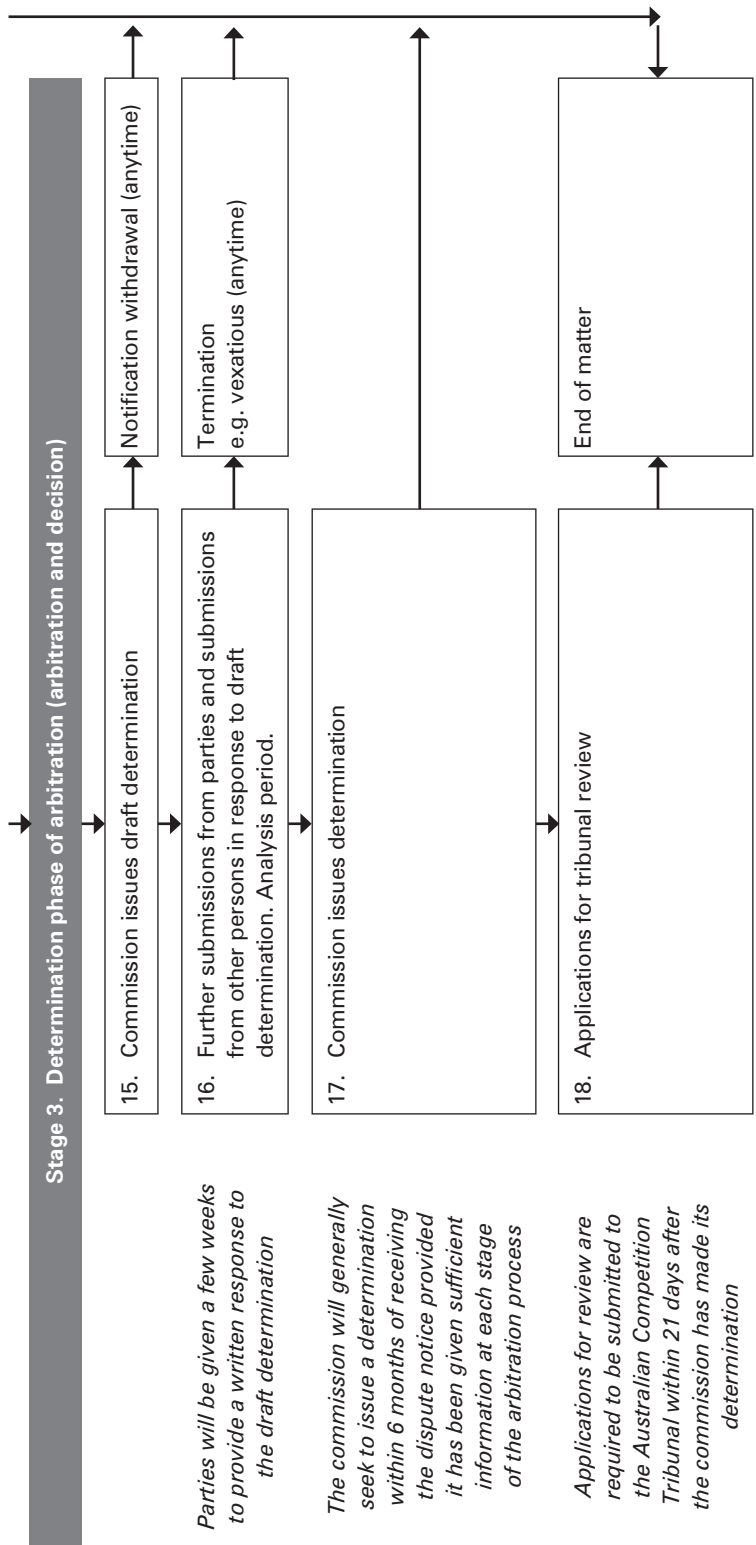 Stage 3. Determination phase of arbitration (arbitration and decision)
15. Commission issues draft determination
Notification withdrawal (anytime)
Parties will be given a few weeks
to provide a written response to
the draft determination
16. Further submissions from parties and submissions
from other persons in response to draft
determination. Analysis period.
Termination
e.g. vexatious (anytime)
The commission will generally
seek to issue a determination
within 6 months of receiving
the dispute notice provided
it has been given sufficient
information at each stage
of the arbitration process
17. Commission issues determination
Applications for review are
required to be submitted to
the Australian Competition
Tribunal within 21 days after
the commission has made its
determination
18. Applications for tribunal review
End of matter